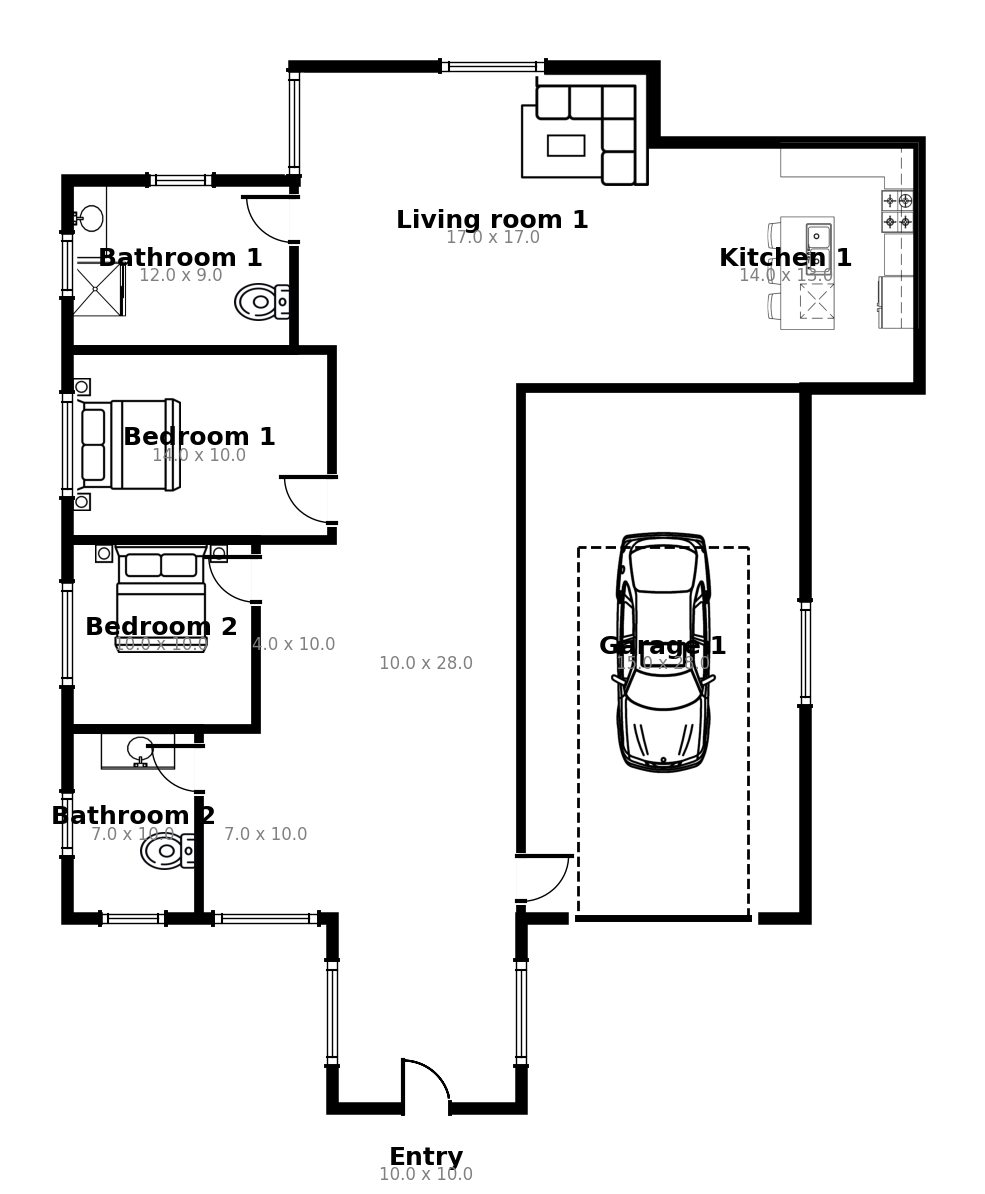 Living room 1
17.0 x 17.0
Bathroom 1
12.0 x 9.0
Kitchen 1
14.0 x 13.0
Bedroom 1
14.0 x 10.0
Bedroom 2
10.0 x 10.0
4.0 x 10.0
10.0 x 28.0
Garage 1
15.0 x 28.0
Bathroom 2
7.0 x 10.0
7.0 x 10.0
Entry
10.0 x 10.0